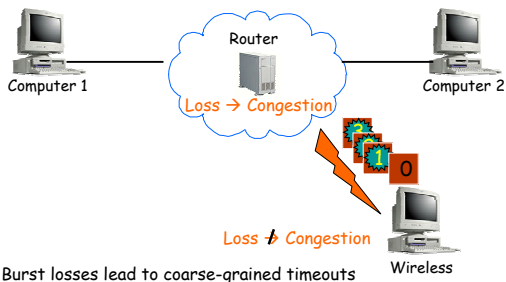 Router
Computer 1
Computer 2
Loss → Congestion
3
2
1
0
Loss ↛ Congestion
Wireless
Burst losses lead to coarse-grained timeouts